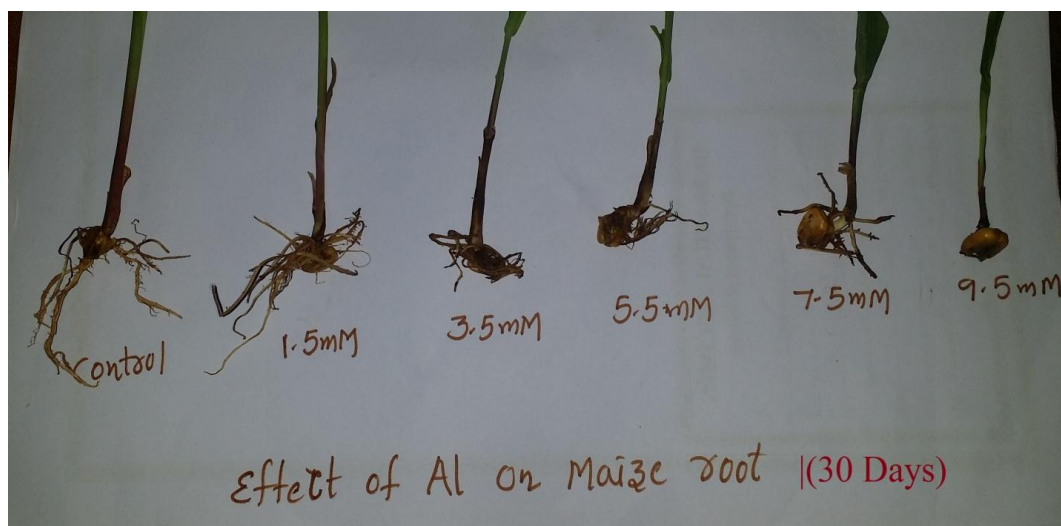 Control
1.5mM
3.5mM
5.5mM
7.5mM
9.5mM
Effect of Al on Maize root |(30 Days)